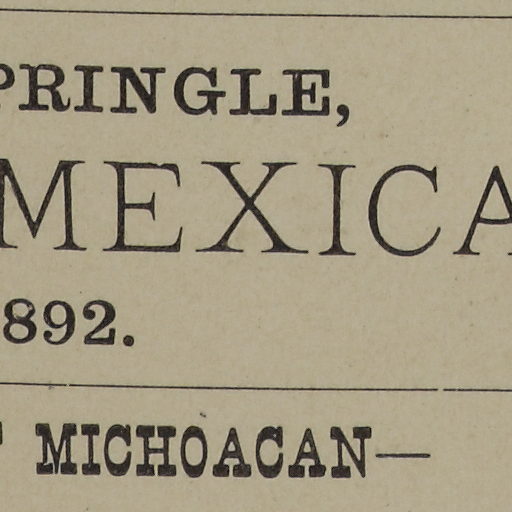 PRINGLE,
MEXICA
892.
MICHOACAN—